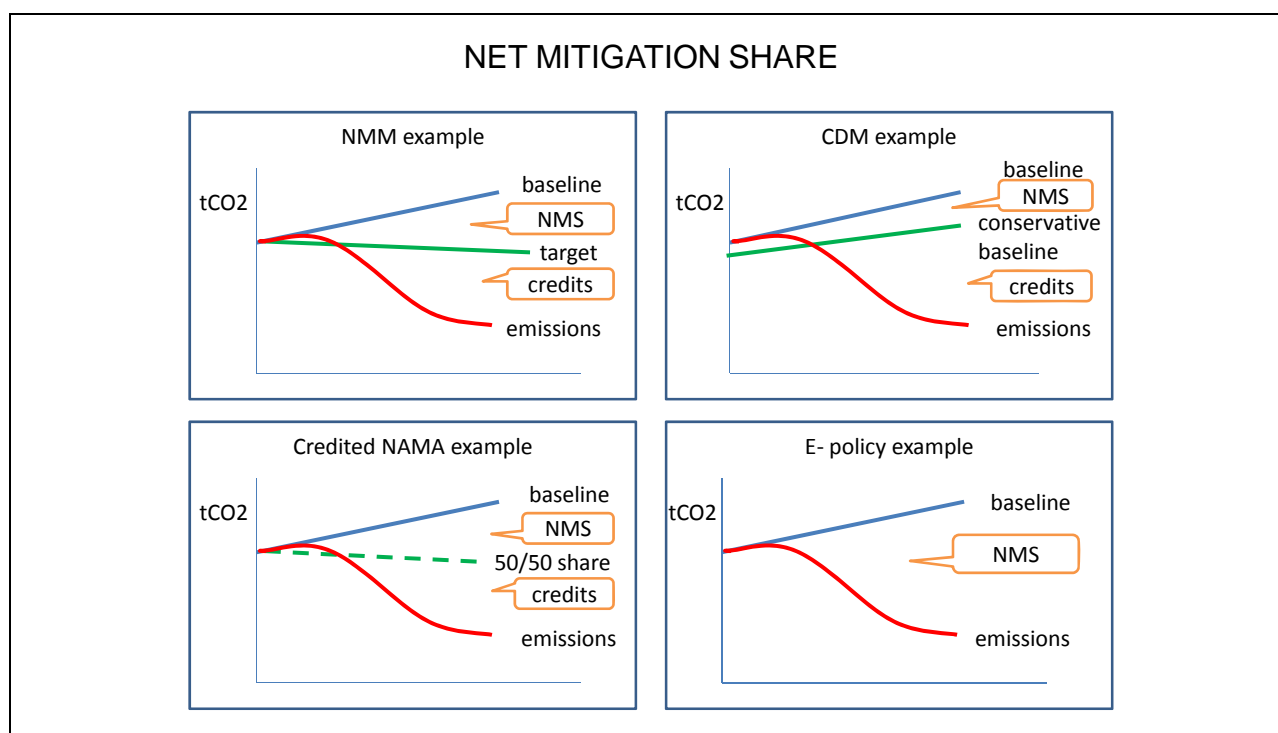 NET MITIGATION SHARE
NMM example
tCO2
baseline
NMS
target
credits
emissions
CDM example
tCO2
baseline
NMS
conservative
baseline
credits
emissions
Credited NAMA example
tCO2
baseline
NMS
50/50 share
credits
emissions
E- policy example
tCO2
baseline
NMS
emissions